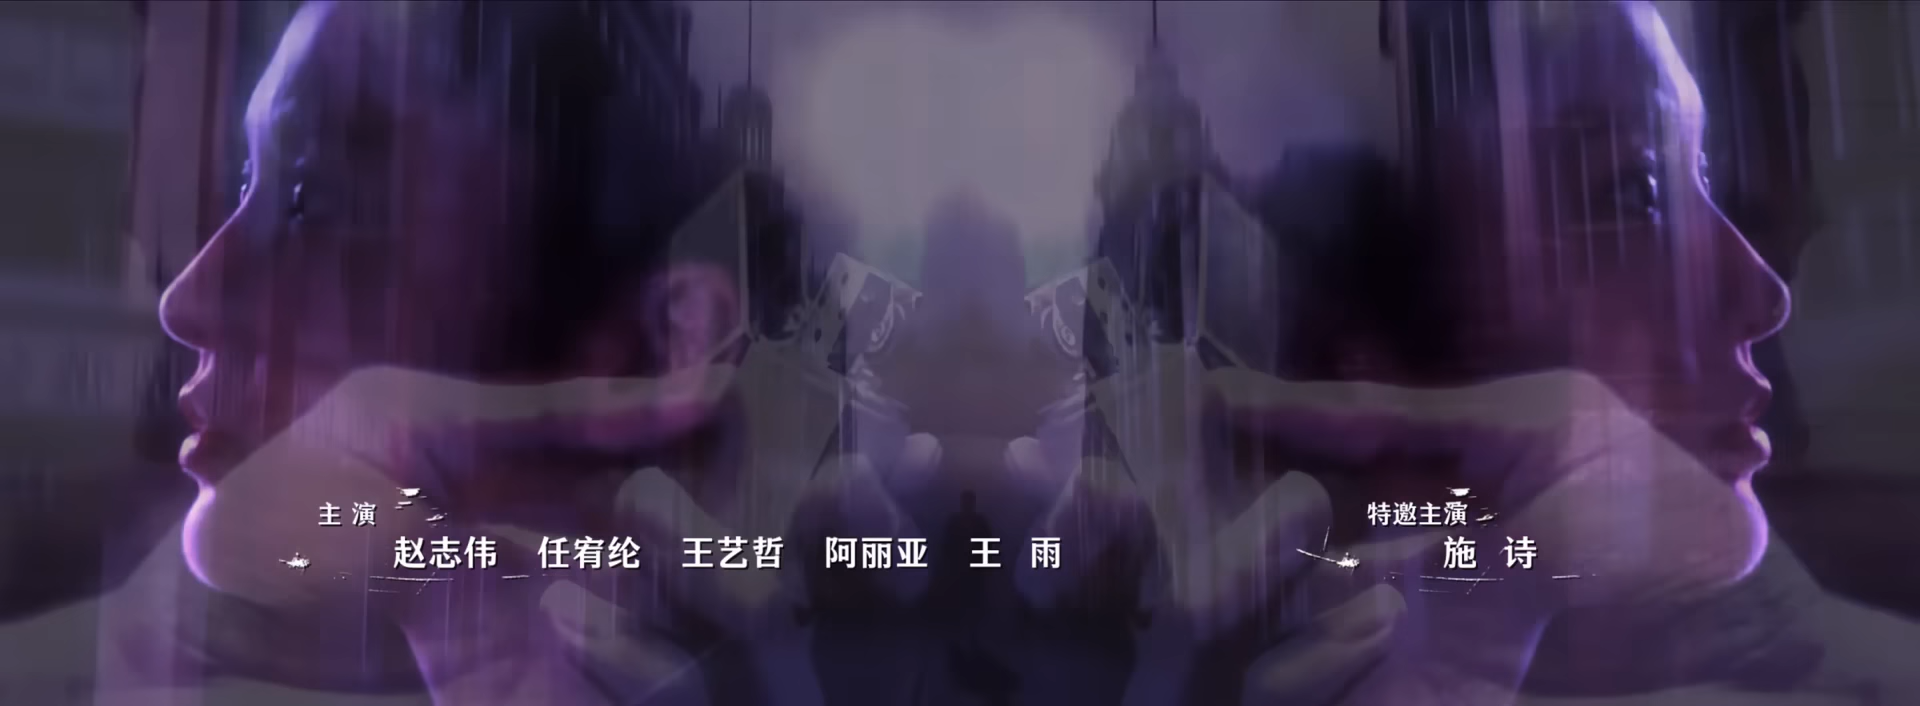 主 演
赵志伟 任宥纶 王艺哲 阿丽亚 王 雨
特邀主演
施 诗